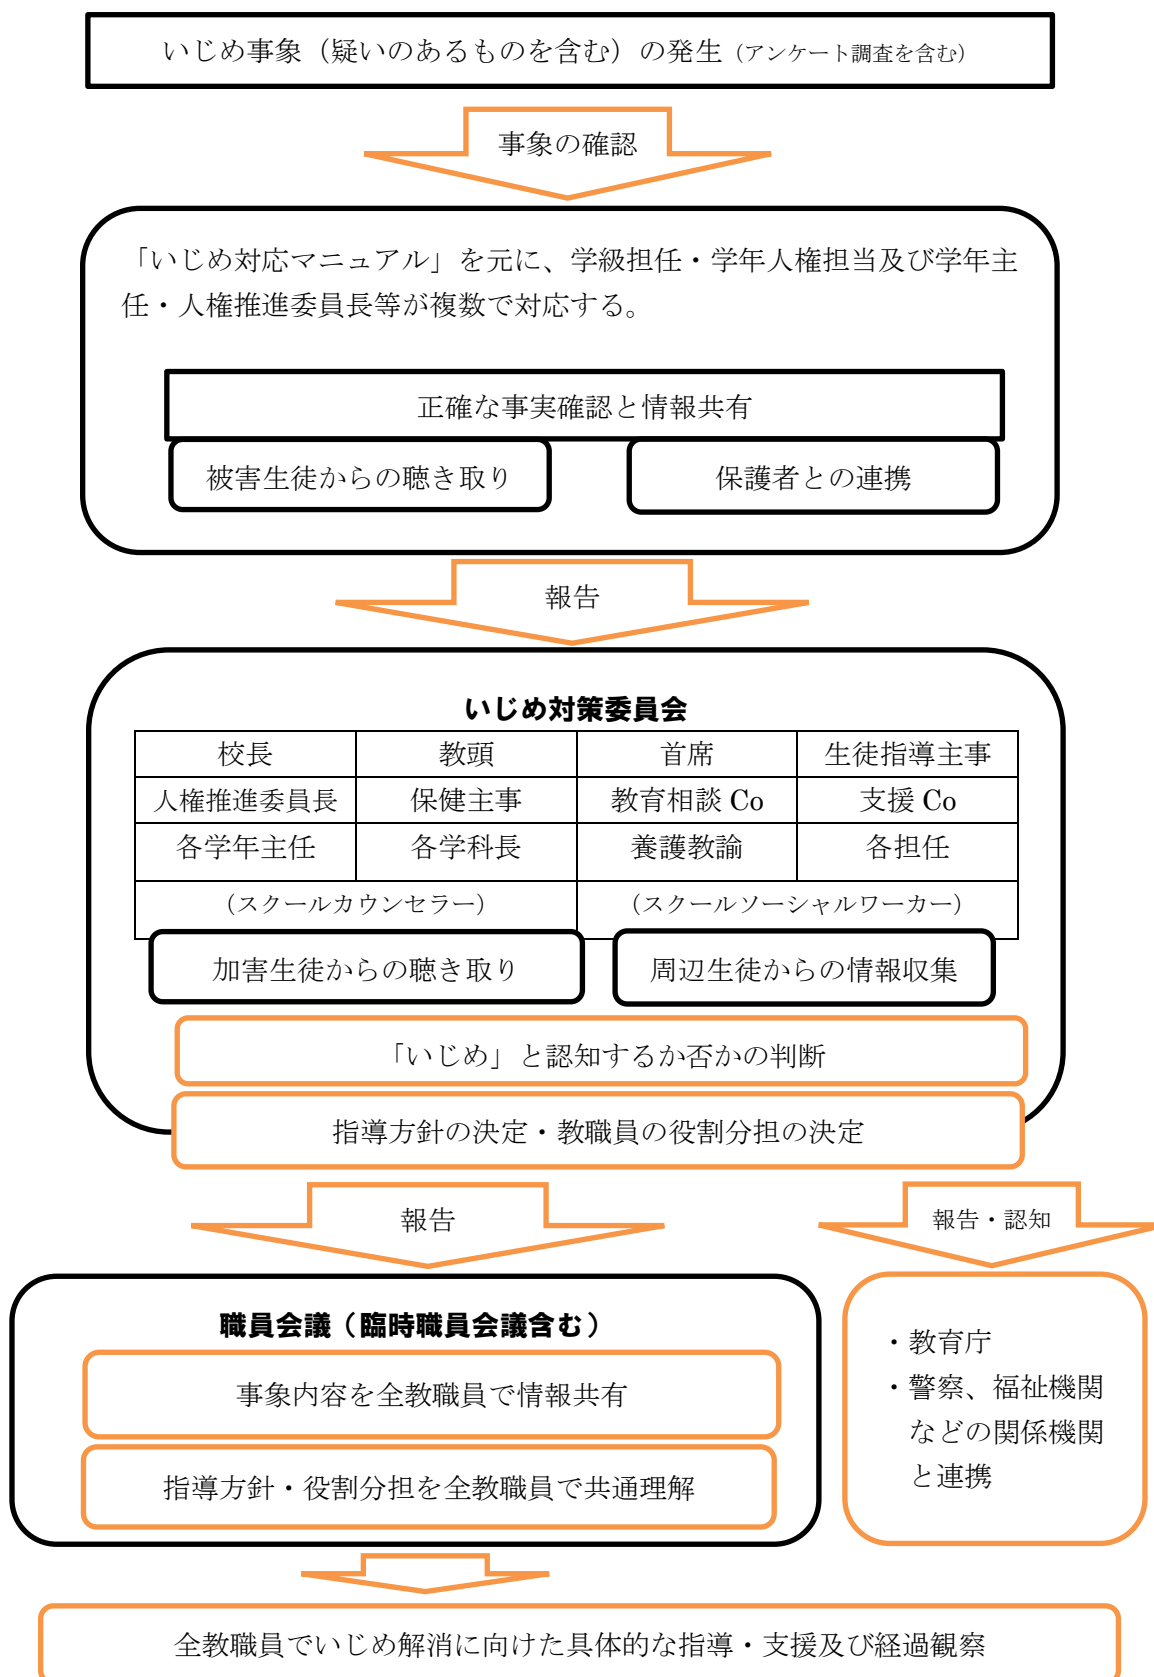 いじめ事象（疑いのあるものを含む）の発生（アンケート調査を含む）
事象の確認
「いじめ対応マニュアル」を元に、学級担任・学年人権担当及び学年主
任・人権推進委員長等が複数で対応する。
正確な事実確認と情報共有
被害生徒からの聴き取り
保護者との連携
報告
いじめ対策委員会
校長 教頭 首席 生徒指導主事
人権推進委員長 保健主事 教育相談 Co 支援 Co
各学年主任 各学科長 養護教諭 各担任
（スクールカウンセラー） （スクールソーシャルワーカー）
加害生徒からの聴き取り
周辺生徒からの情報収集
「いじめ」と認知するか否かの判断
指導方針の決定・教職員の役割分担の決定
報告
報告・認知
職員会議（臨時職員会議含む）
事象内容を全教職員で情報共有
指導方針・役割分担を全教職員で共通理解
・教育庁
・警察、福祉機関
などの関係機関
と連携
全教職員でいじめ解消に向けた具体的な指導・支援及び経過観察